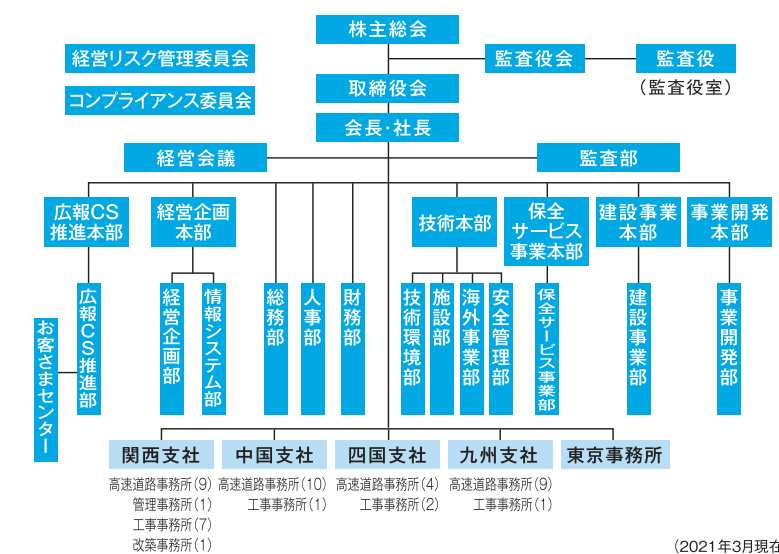 株主総会
経営リスク管理委員会
監査役会
監査役
(監査役室)
コンプライアンス委員会
取締役会
会長・社長
経営会議
監査部
広報CS
推進本部
経営企画
本部
技術本部
保全
サービス
事業本部
建設事業
本部
事業開発
本部
お客さまセンター
広報CS推進部
経営企画部
情報システム部
総務部
人事部
財務部
技術環境部
施設部
海外事業部
安全管理部
保全サービス事業部
建設事業部
事業開発部
関西支社
高速道路事務所(9)
管理事務所(1)
工事事務所(7)
改築事務所(1)
中国支社
高速道路事務所(10)
工事事務所(1)
四国支社
高速道路事務所(4)
工事事務所(2)
九州支社
高速道路事務所(9)
工事事務所(1)
東京事務所
(2021年3月現在